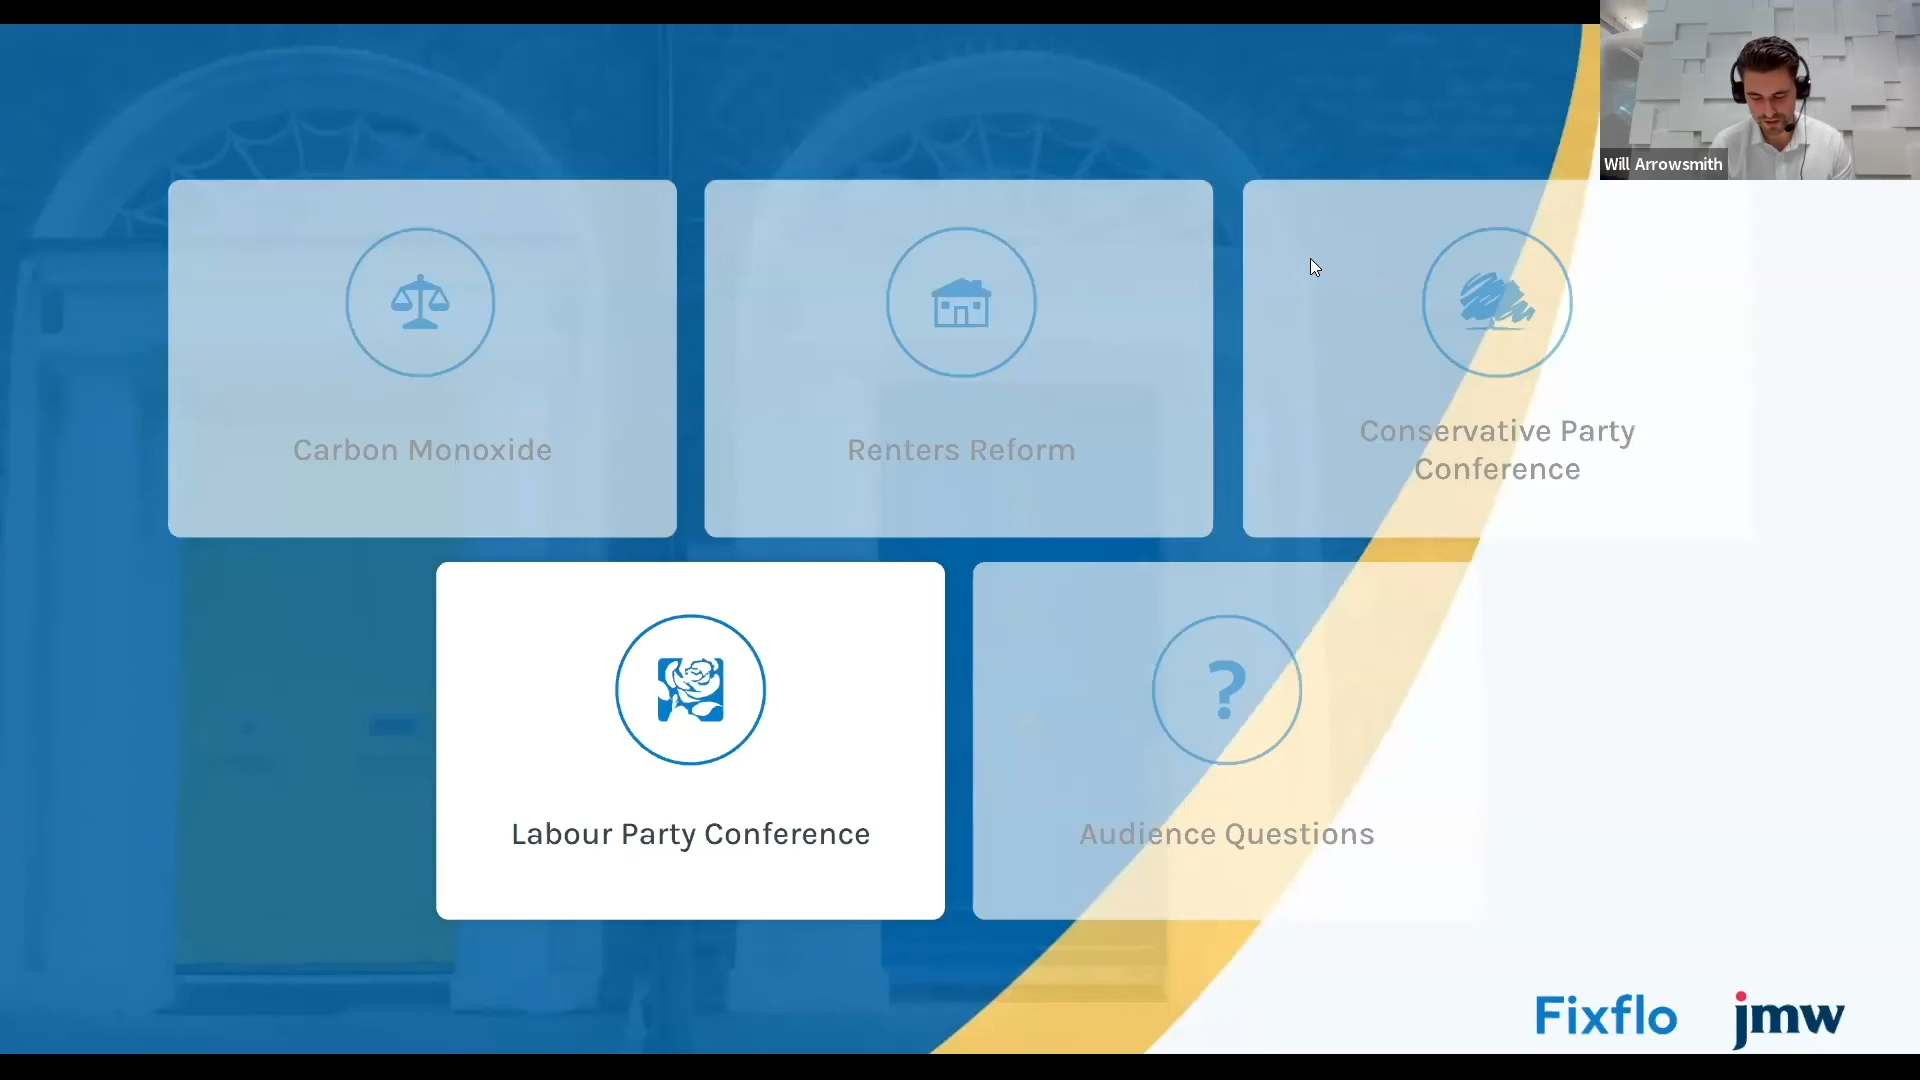 Will Arrowsmith
Carbon Monoxide
Renters Reform
Conservative Party
Conference
Labour Party Conference
?
Audience Questions
Fixflo
jmw